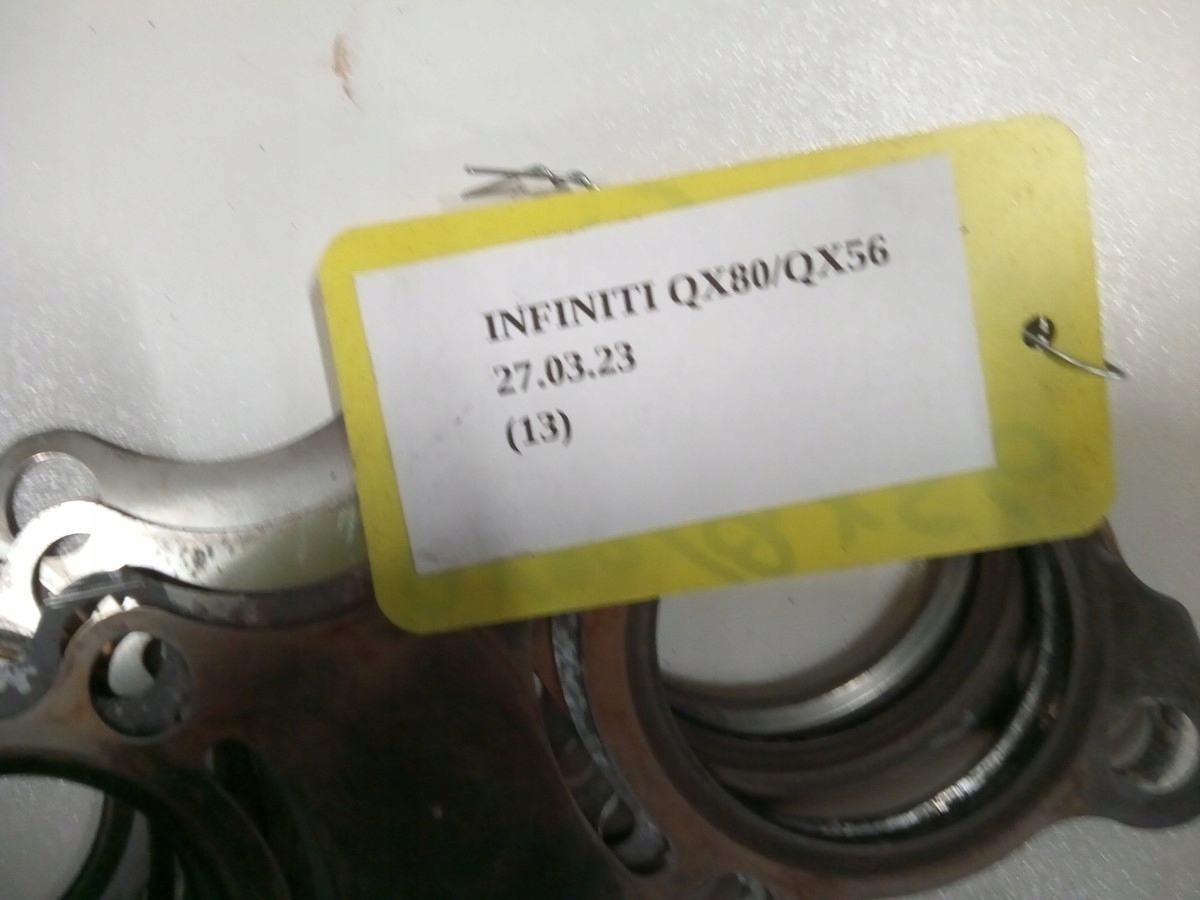 INFINITI QX80/QX56
27.03.23
(13)